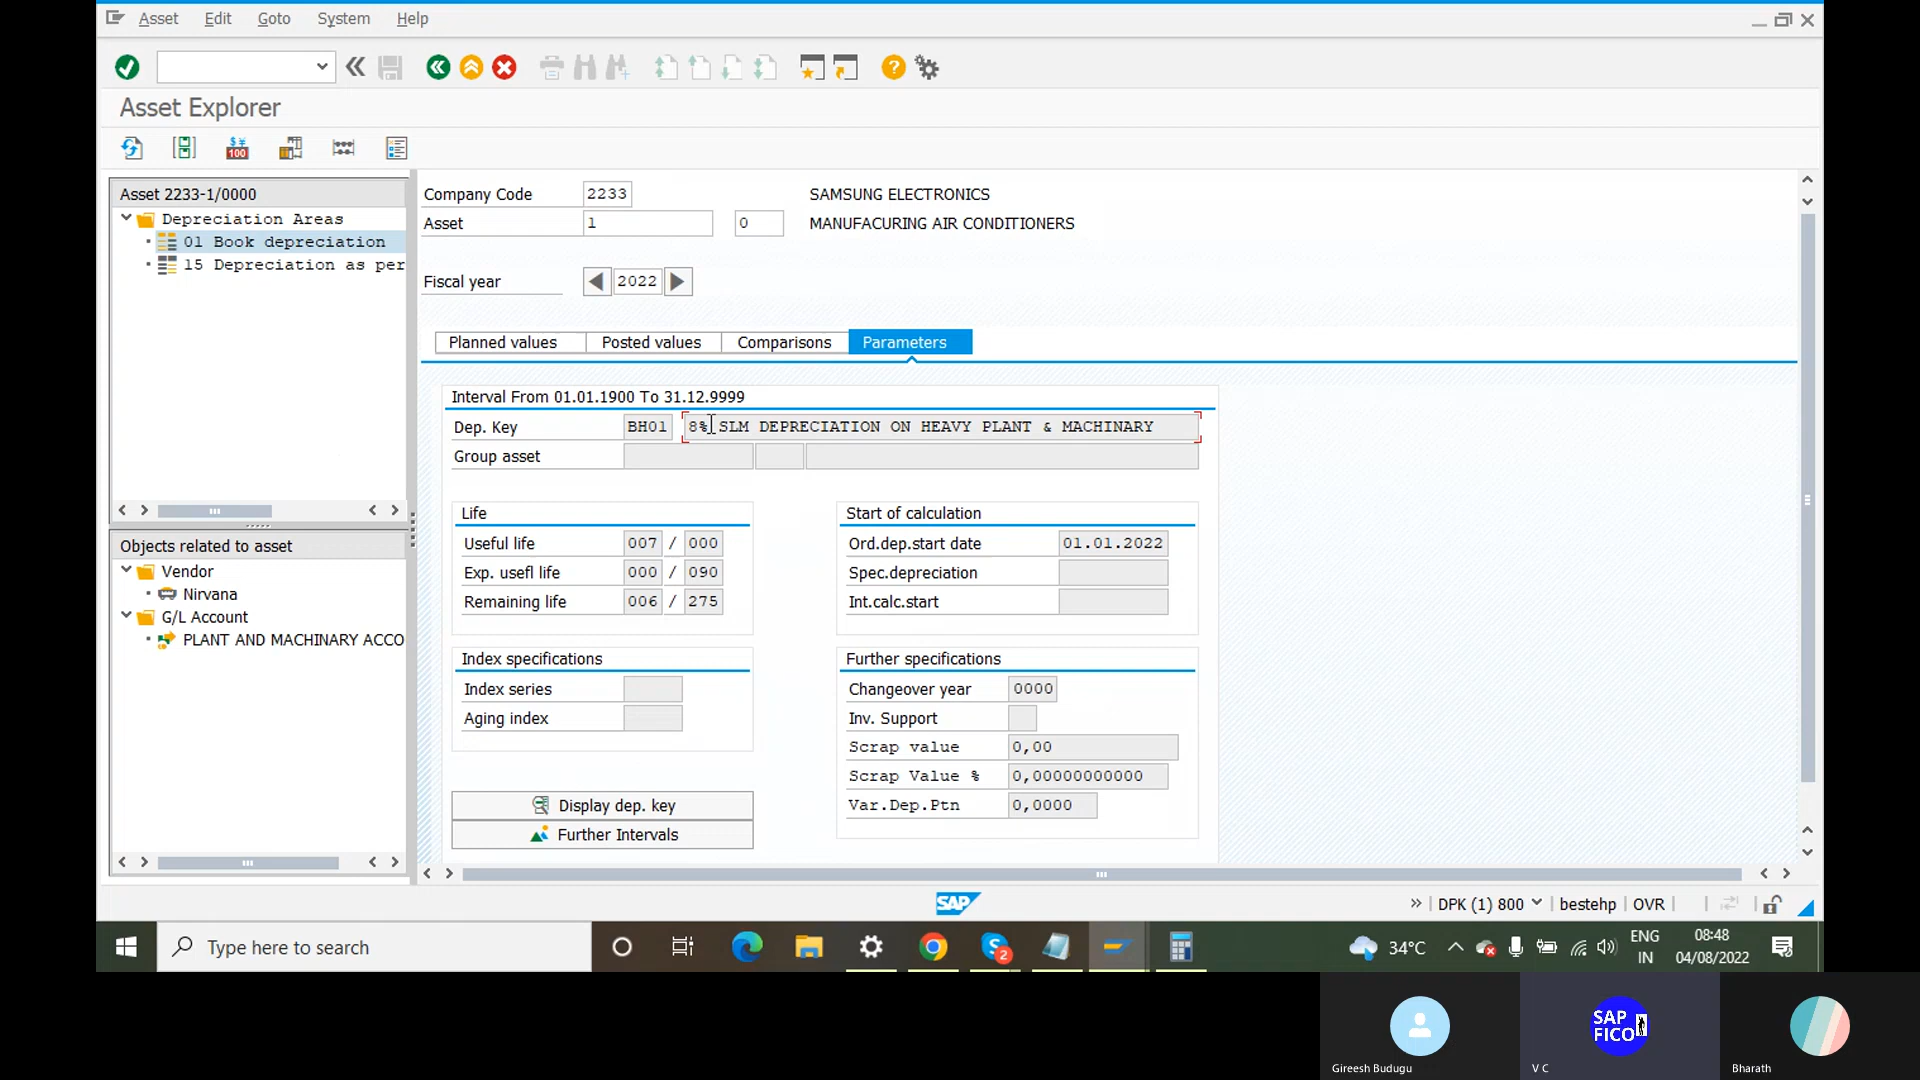 Asset Edit Goto System Help
Asset Explorer
Asset 2233-1/0000
Depreciation Areas
01 Book depreciation
15 Depreciation as per
Objects related to asset
Vendor
Nirvana
G/L Account
PLANT AND MACHINARY ACCO
Company Code 2233 SAMSUNG ELECTRONICS
Asset 1 0 MANUFACURING AIR CONDITIONERS
Fiscal year 2022
Planned values Posted values Comparisons Parameters
Interval From 01.01.1900 To 31.12.9999
Dep. Key BH01 8% SLM DEPRECIATION ON HEAVY PLANT & MACHINARY
Group asset
Life
Useful life 007 / 000
Exp. usefl life 000 / 090
Remaining life 006 / 275
Start of calculation
Ord.dep.start date 01.01.2022
Spec.depreciation
Int.calc.start
Index specifications
Index series
Aging index
Further specifications
Changeover year 0000
Inv. Support
Scrap value 0,00
Scrap Value % 0,00000000000
Var.Dep.Ptn 0,0000
Display dep. key
Further Intervals
SAP
DPK (1) 800 bestehp OVR
Type here to search
2
34°C
ENG
IN
08:48
04/08/2022
SAP
FICO
Gireesh Budugu
V C
Bharath